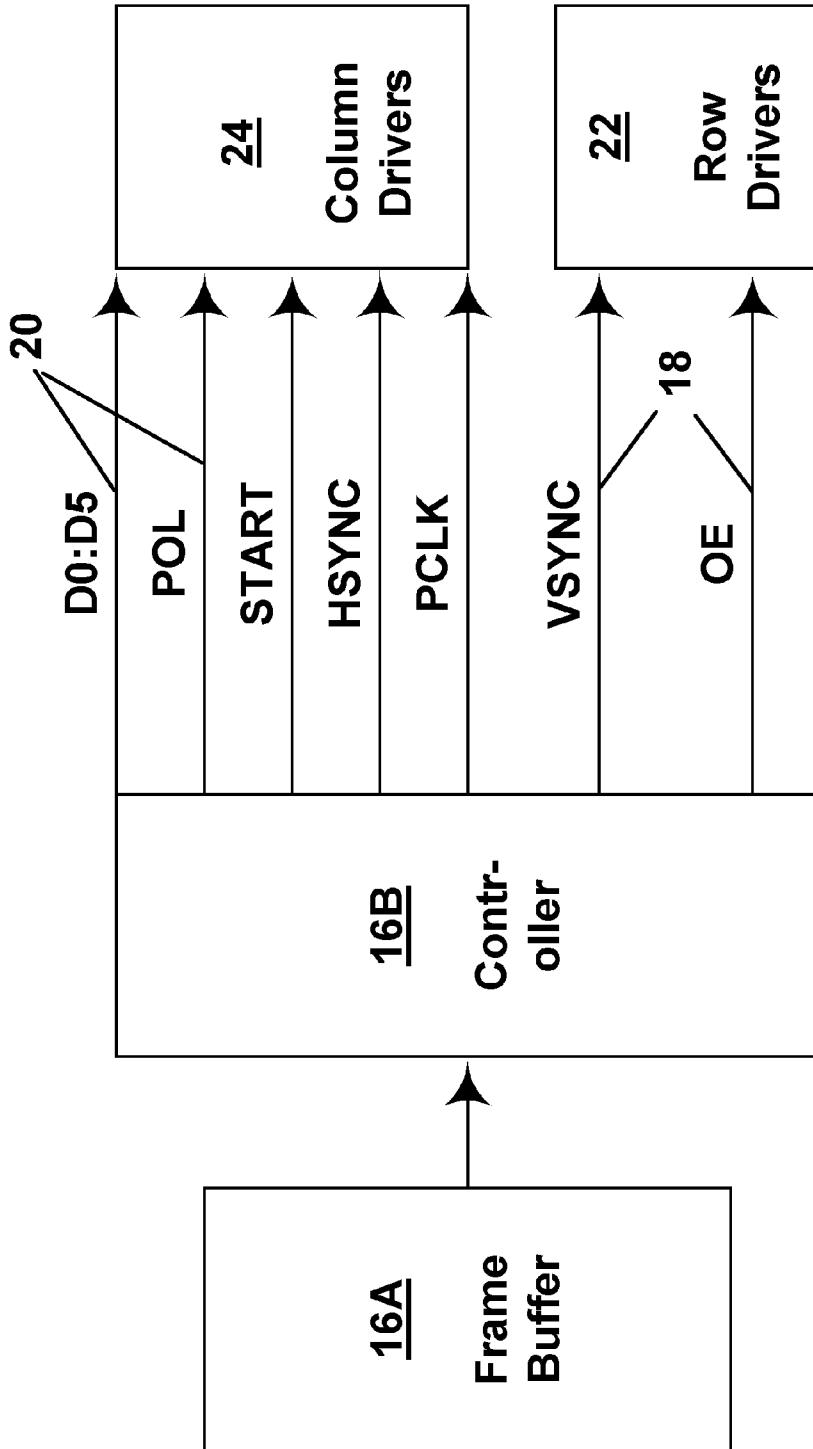 20
D0:D5
POL
START
HSYNC
PCLK
VSYNC
OE
18
16A
Frame
Buffer
16B
Contr-
oller
24
Column
Drivers
22
Row
Drivers